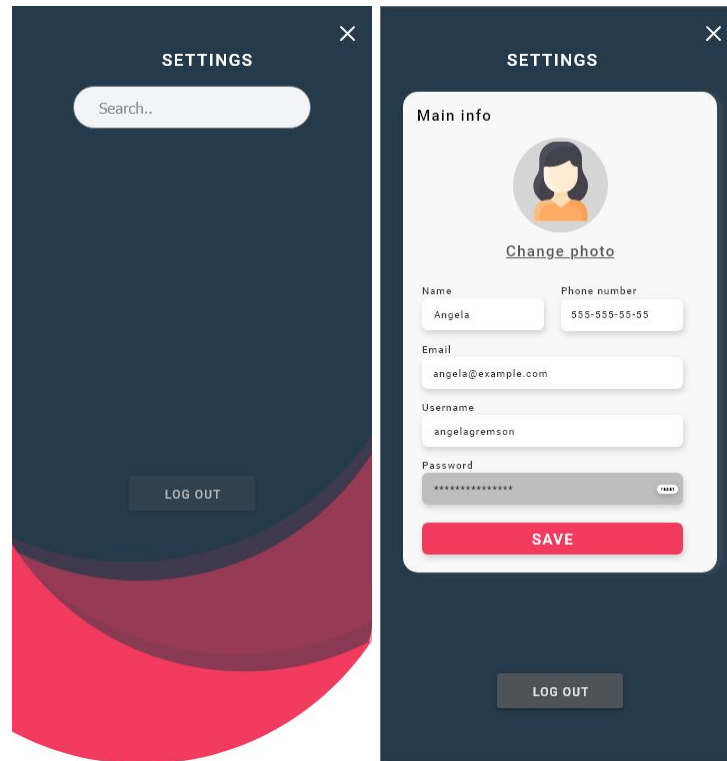 SETTINGS
Search..
LOG OUT
SETTINGS
Main info
Change photo
Name
Phone number
Angela
555-555-55-55
Email
angela@example.com
Username
angelagremson
Password
***************
SAVE
LOG OUT